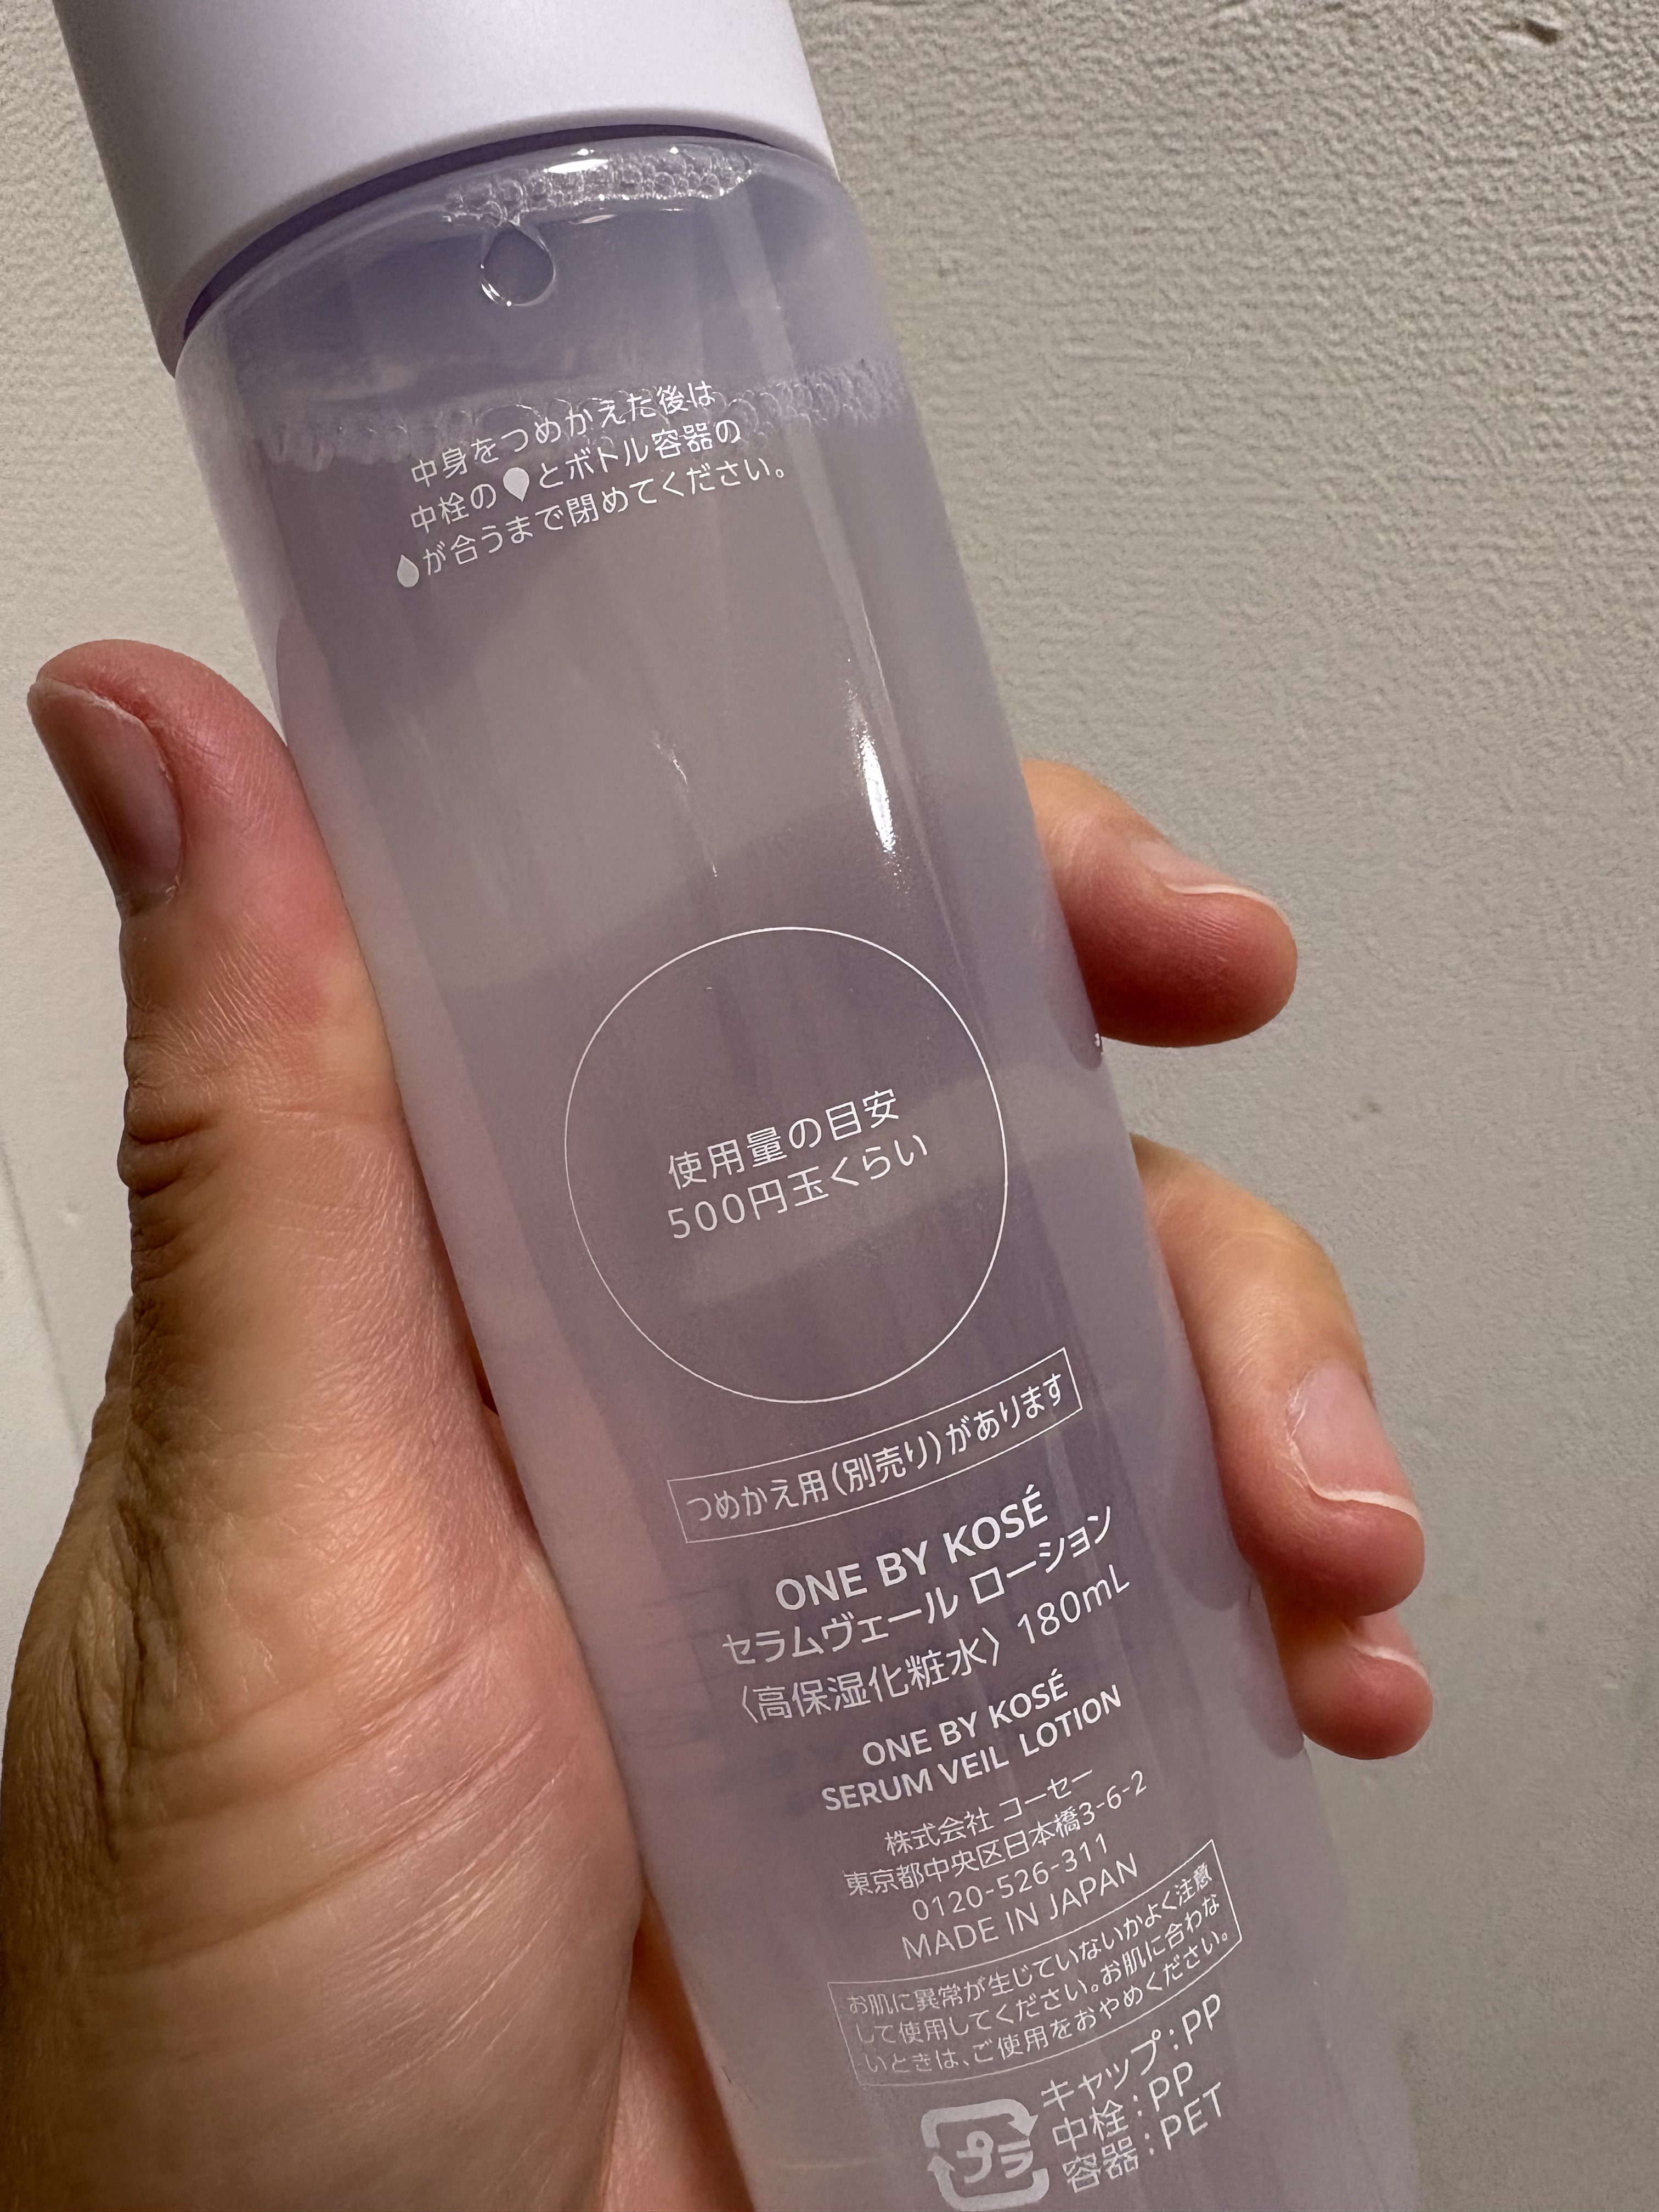 中身をつめかえた後は
中栓のとボトル容器の
が合うまで閉めてください。
使用量の目安
500円玉くらい
つめかえ用(別売り)があります
ONE BY KOSÉ
セラムヴェール ローション
〈高保湿化粧水〉 180mL
ONE BY KOSÉ
SERUM VEIL LOTION
株式会社 コーセー
東京都中央区日本橋3-6-2
0120-526-311
MADE IN JAPAN
お肌に異常が生じていないかよく注意
して使用してください。お肌に合わな
いときは、ご使用をおやめください。
プラ
キャップ:PP
中栓:PP
容器:PET